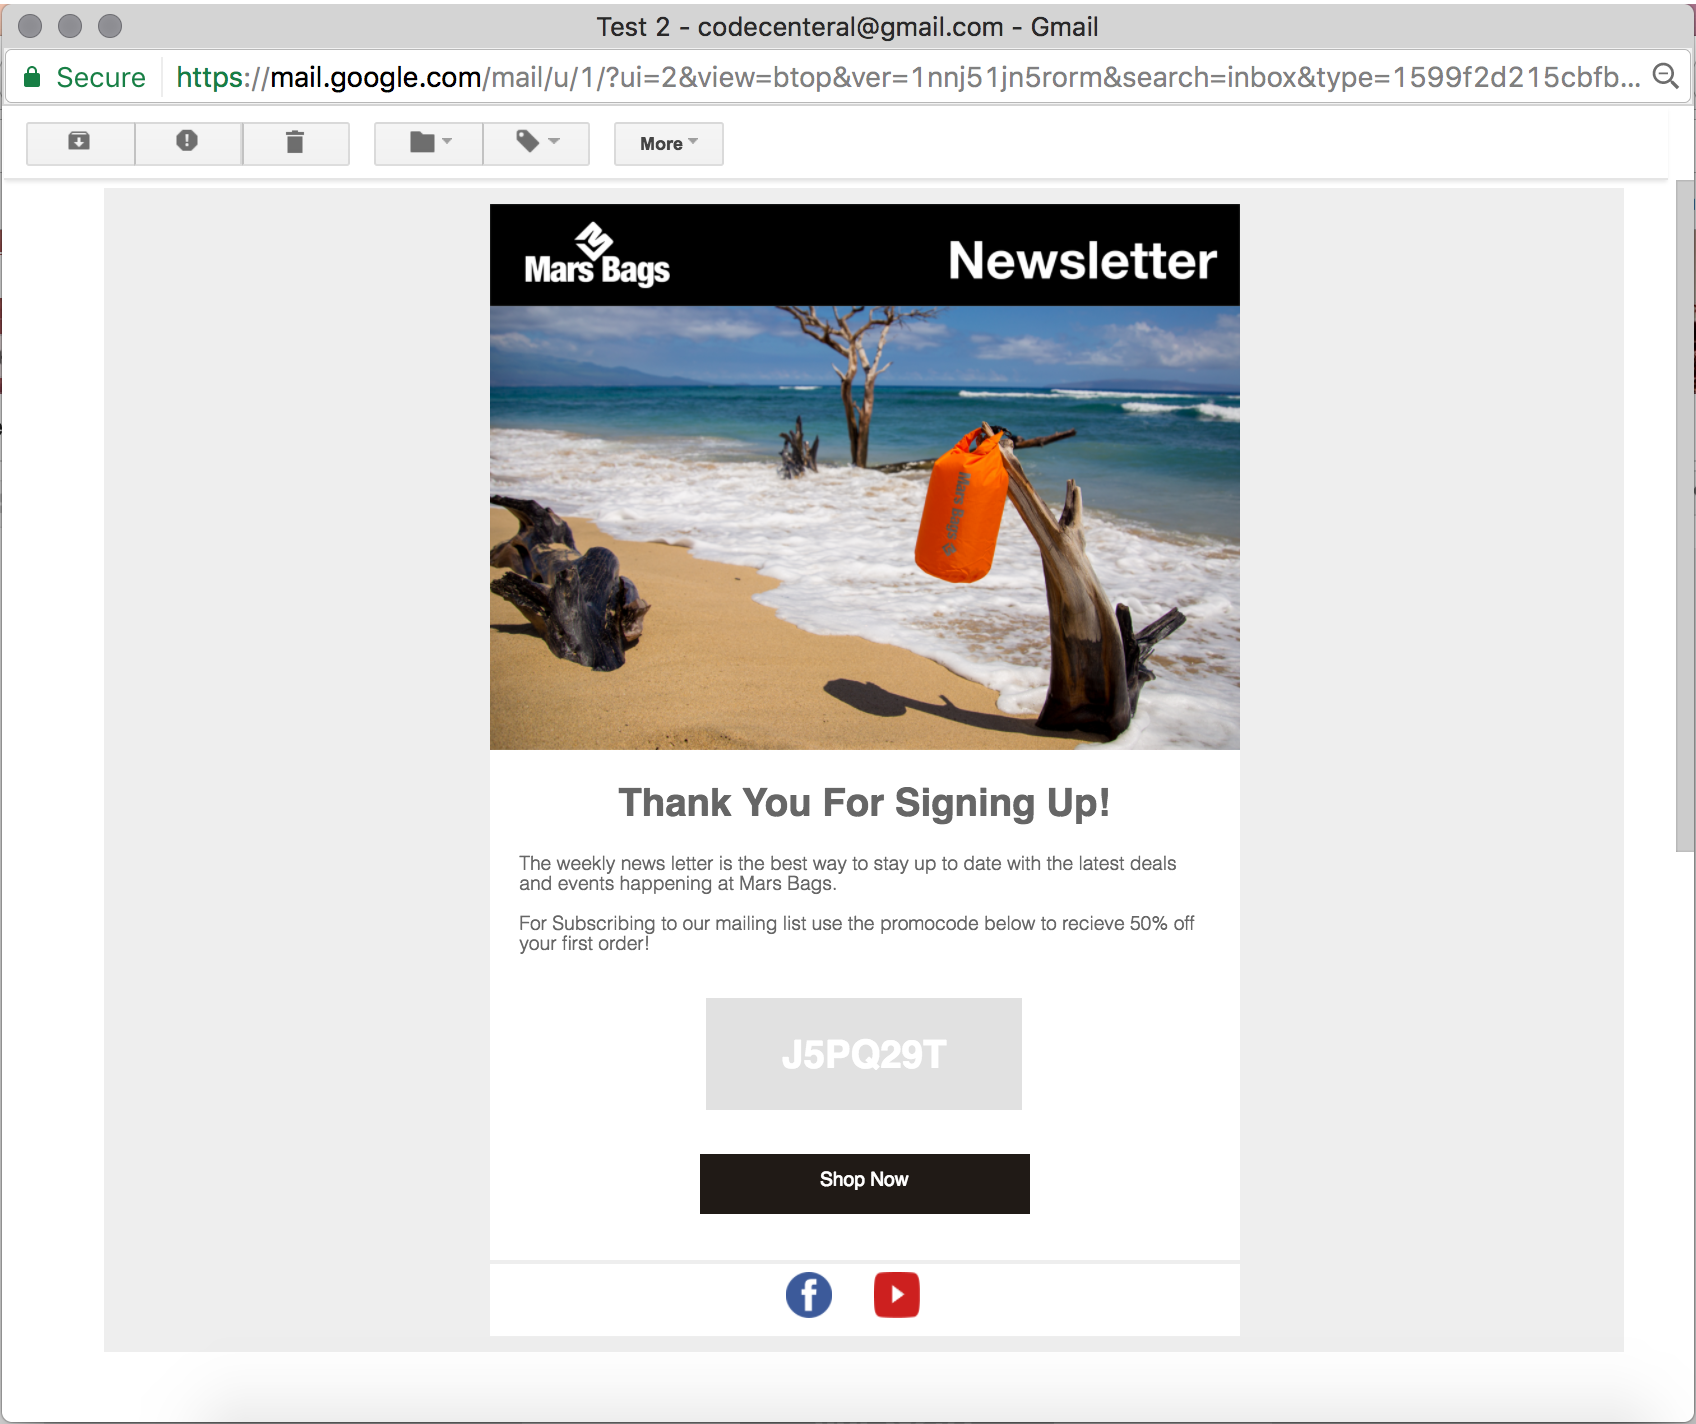 Test 2 - codecenteral@gmail.com - Gmail
Secure https://mail.google.com/mail/u/1/?ui=2&view=btop&ver=1nnj51jn5rorm&search=inbox&type=1599f2d215cbfb...
More
Mars Bags
Newsletter
Mars Bags
Thank You For Signing Up!
The weekly news letter is the best way to stay up to date with the latest deals
and events happening at Mars Bags.
For Subscribing to our mailing list use the promocode below to recieve 50% off
your first order!
J5PQ29T
Shop Now